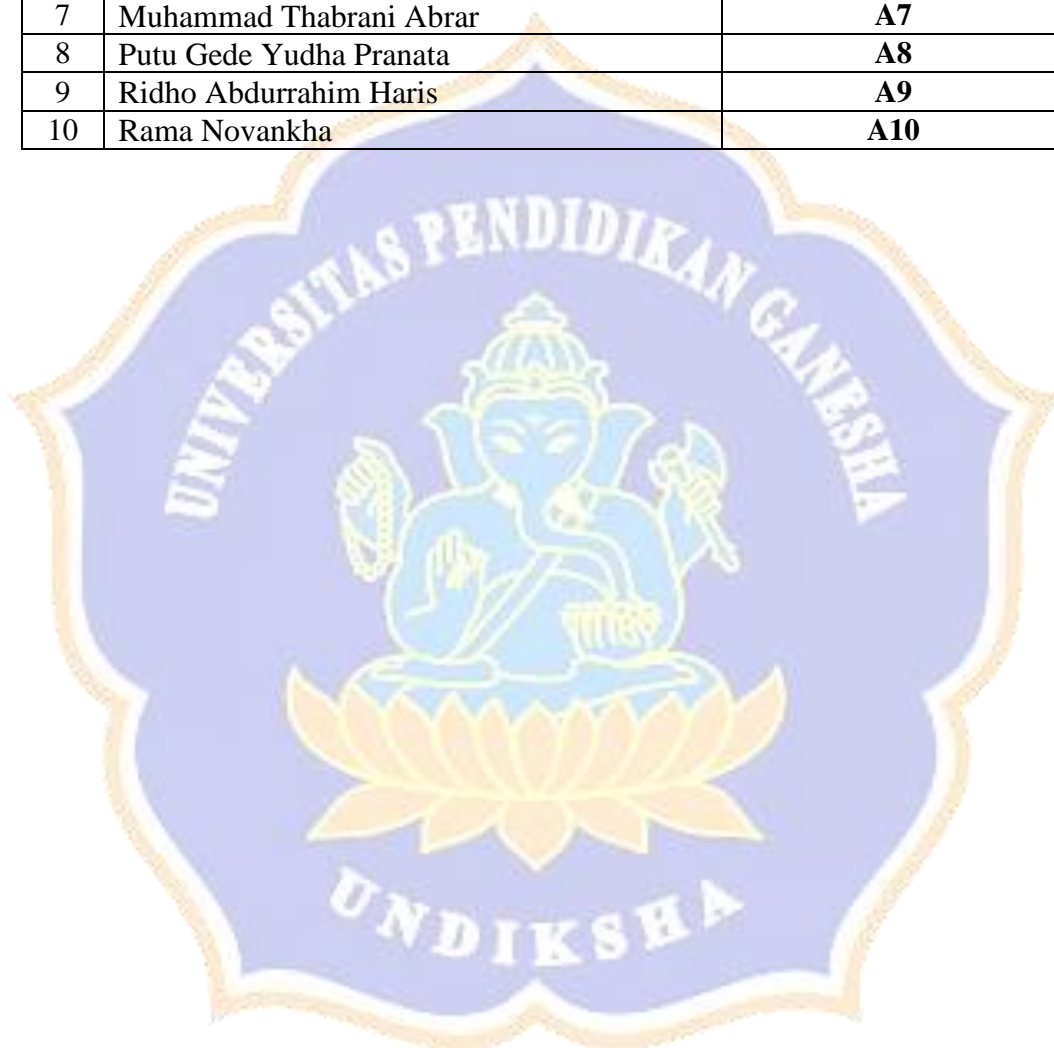 7 Muhammad Thabrani Abrar A7
8 Putu Gede Yudha Pranata A8
9 Ridho Abdurrahim Haris A9
10 Rama Novankha A10
UNIVERSITAS PENDIDIKAN GANESHA
UNDIKSHA